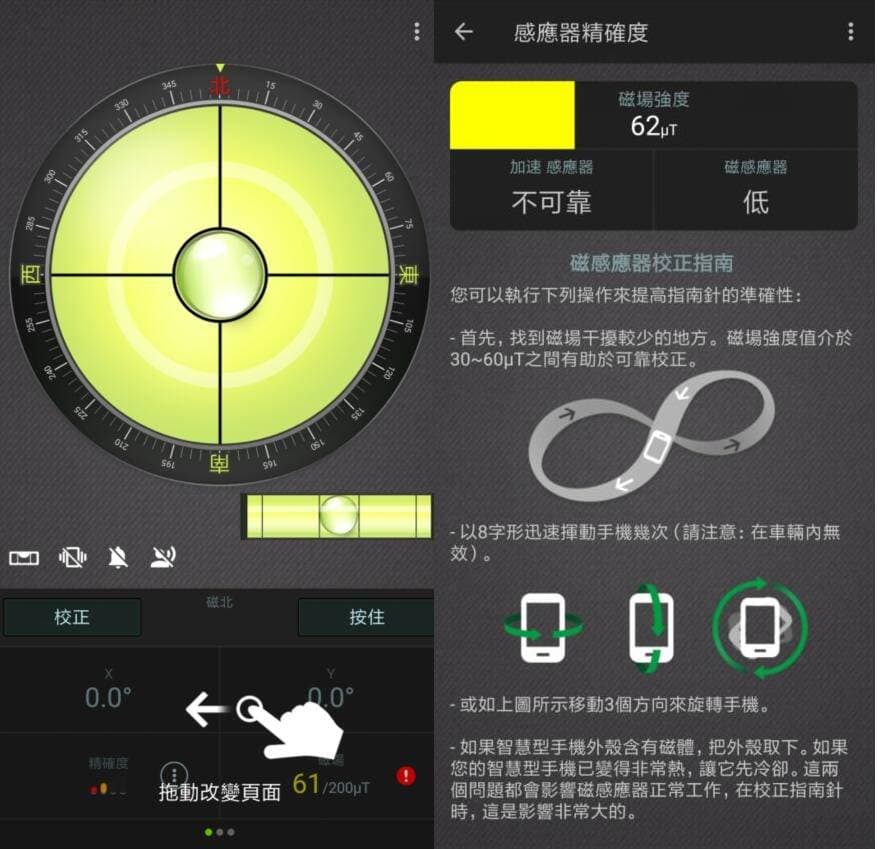 345
北
15
330
30
315
45
300
60
285
75
西
東
255
105
240
120
225
135
210
150
195
南
165
校正
磁北
按住
X
Y
0.0°
0.0°
精確度
磁場
拖動改變頁面
61/200μT
感應器精確度
磁場強度
62μT
加速 感應器
磁感應器
不可靠
低
磁感應器校正指南
您可以執行下列操作來提高指南針的準確性：
- 首先，找到磁場干擾較少的地方。磁場強度值介於
30~60μT之間有助於可靠校正。
- 以8字形迅速揮動手機幾次（請注意：在車輛內無
效）。
- 或如上圖所示移動3個方向來旋轉手機。
- 如果智慧型手機外殼含有磁體，把外殼取下。如果
您的智慧型手機已變得非常熱，讓它先冷卻。這兩
個問題都會影響磁感應器正常工作，在校正指南針
時，這是影響非常大的。